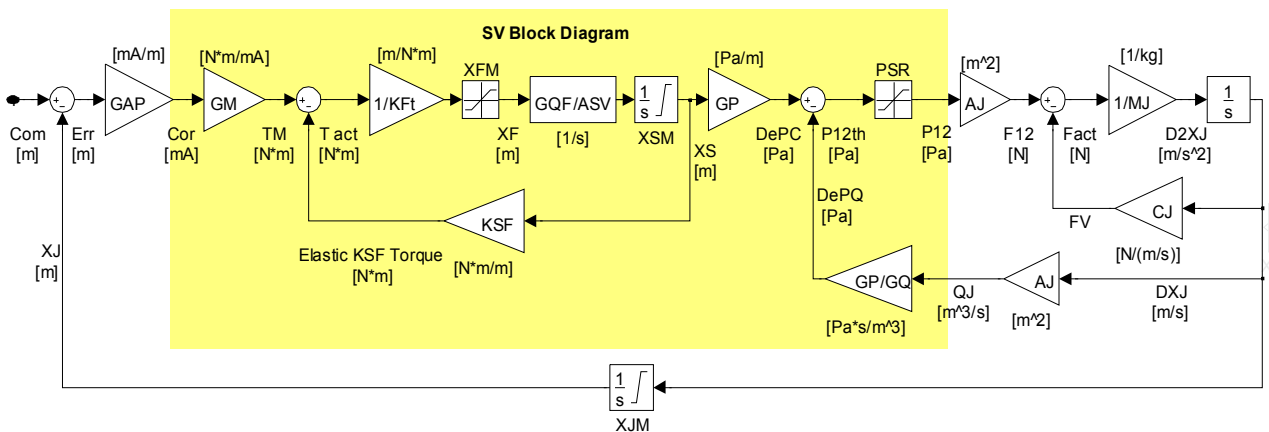 SV Block Diagram
[mA/m]
[N*m/mA]
[m/N*m]
[Pa/m]
[m^2]
[1/kg]
XFM
PSR
+
-
GAP
GM
+
-
1/KFt
GQF/ASV
1
s
GP
+
-
AJ
+
-
1/MJ
1
s
Com
[m]
Err
[m]
Cor
[mA]
TM
[N*m]
T act
[N*m]
XF
[m]
[1/s]
XSM
XS
[m]
DePC
[Pa]
P12th
[Pa]
P12
[Pa]
F12
[N]
Fact
[N]
D2XJ
[m/s^2]
DePQ
[Pa]
KSF
CJ
FV
XJ
[m]
Elastic KSF Torque
[N*m]
[N*m/m]
[N/(m/s)]
GP/GQ
AJ
QJ
[m^3/s]
DXJ
[m/s]
[Pa*s/m^3]
[m^2]
1
s
XJM